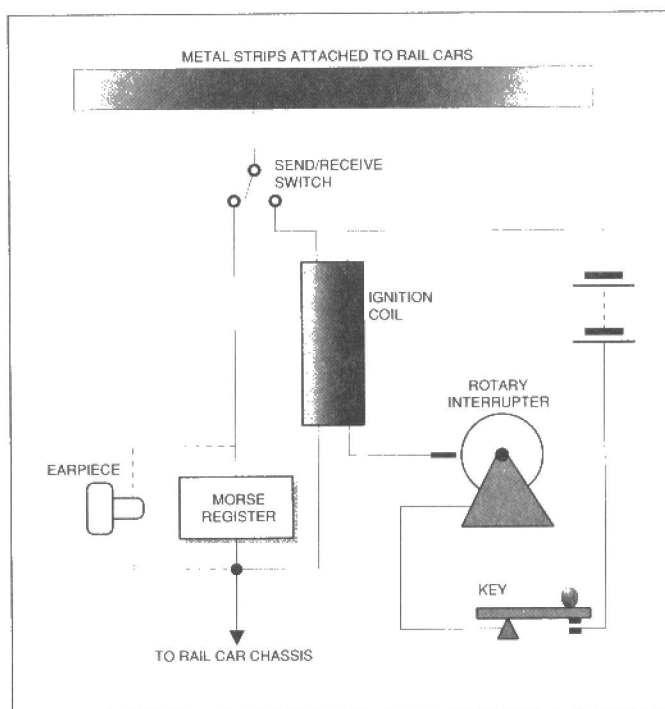 METAL STRIPS ATTACHED TO RAIL CARS
SEND/RECEIVE
SWITCH
IGNITION
COIL
ROTARY
INTERRUPTER
EARPIECE
MORSE
REGISTER
KEY
TO RAIL CAR CHASSIS